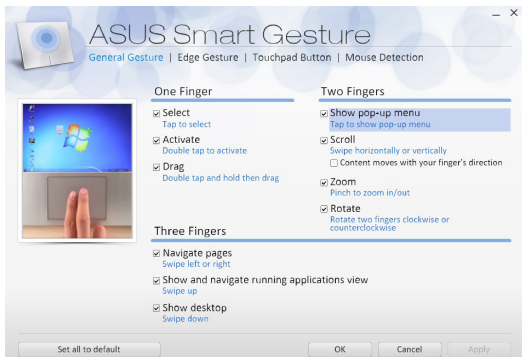 ASUS Smart Gesture
General Gesture | Edge Gesture | Touchpad Button | Mouse Detection
One Finger
Select
Tap to select
Activate
Double tap to activate
Drag
Double tap and hold then drag
Two Fingers
Show pop-up menu
Tap to show pop-up menu
Scroll
Swipe horizontally or vertically
Content moves with your finger's direction
Zoom
Pinch to zoom in/out
Rotate
Rotate two fingers clockwise or
counterclockwise
Three Fingers
Navigate pages
Swipe left or right
Show and navigate running applications view
Swipe up
Show desktop
Swipe down
Set all to default
OK
Cancel
Apply